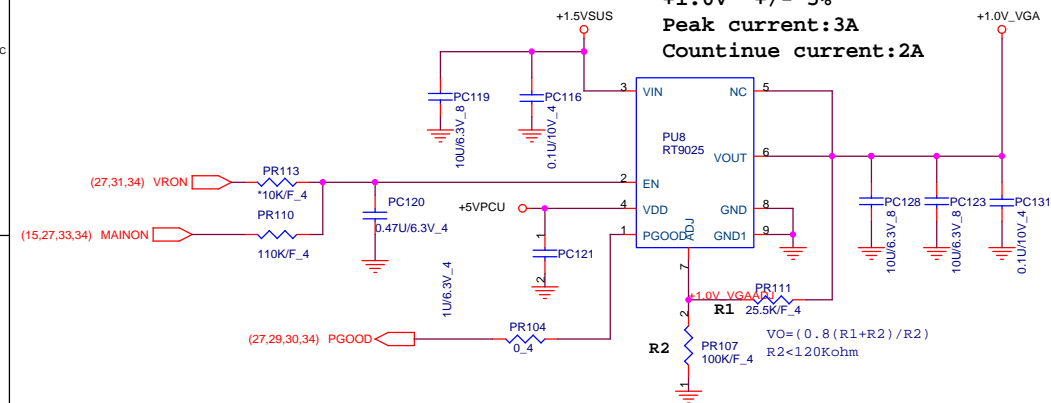 +1.0V +/- 5%
Peak current:3A
Countinue current:2A
+1.5VSUS
+1.0V_VGA
C
PC119
10U/6.3V_8
PC116
0.1U/10V_4
3
VIN
NC
5
PU8
RT9025
VOUT
6
(27,31,34) VRON
PR113
*10K/F_4
2
EN
PC120
0.47U/6.3V_4
+5VPCU
4
VDD
GND
8
(15,27,33,34) MAINON
PR110
110K/F_4
1
PGOOD
ADJ
GND1
9
PC128
10U/6.3V_8
PC123
10U/6.3V_8
PC131
0.1U/10V_4
1
PC121
2
1U/6.3V_4
7
+1.0V_VGAADJ
PR111
R1
25.5K/F_4
(27,29,30,34) PGOOD
PR104
0_4
2
R2
PR107
100K/F_4
1
VO=(0.8(R1+R2)/R2)
R2<120Kohm